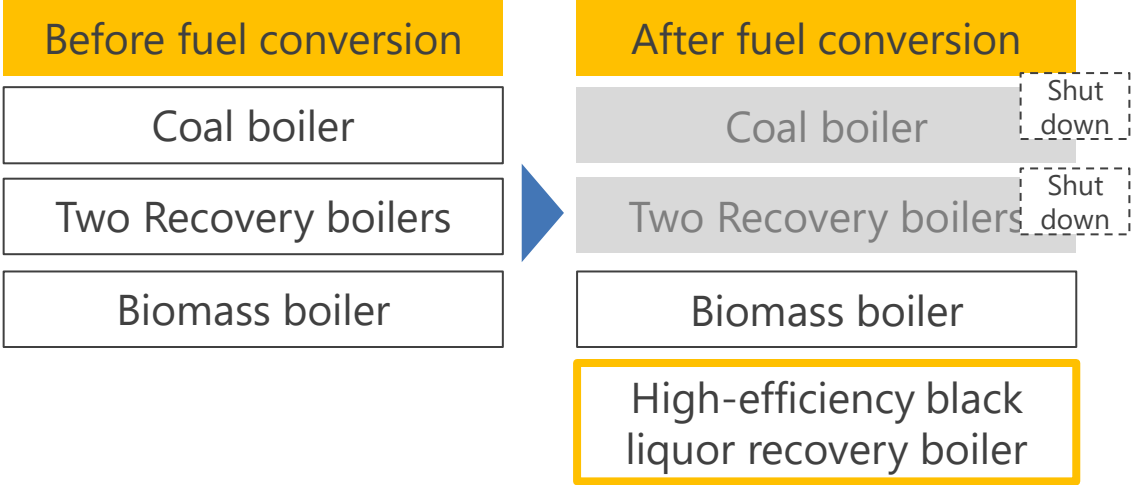 Before fuel conversion
Coal boiler
Two Recovery boilers
Biomass boiler
After fuel conversion
Coal boiler
Shut
down
Two Recovery boilers
Shut
down
Biomass boiler
High-efficiency black
liquor recovery boiler